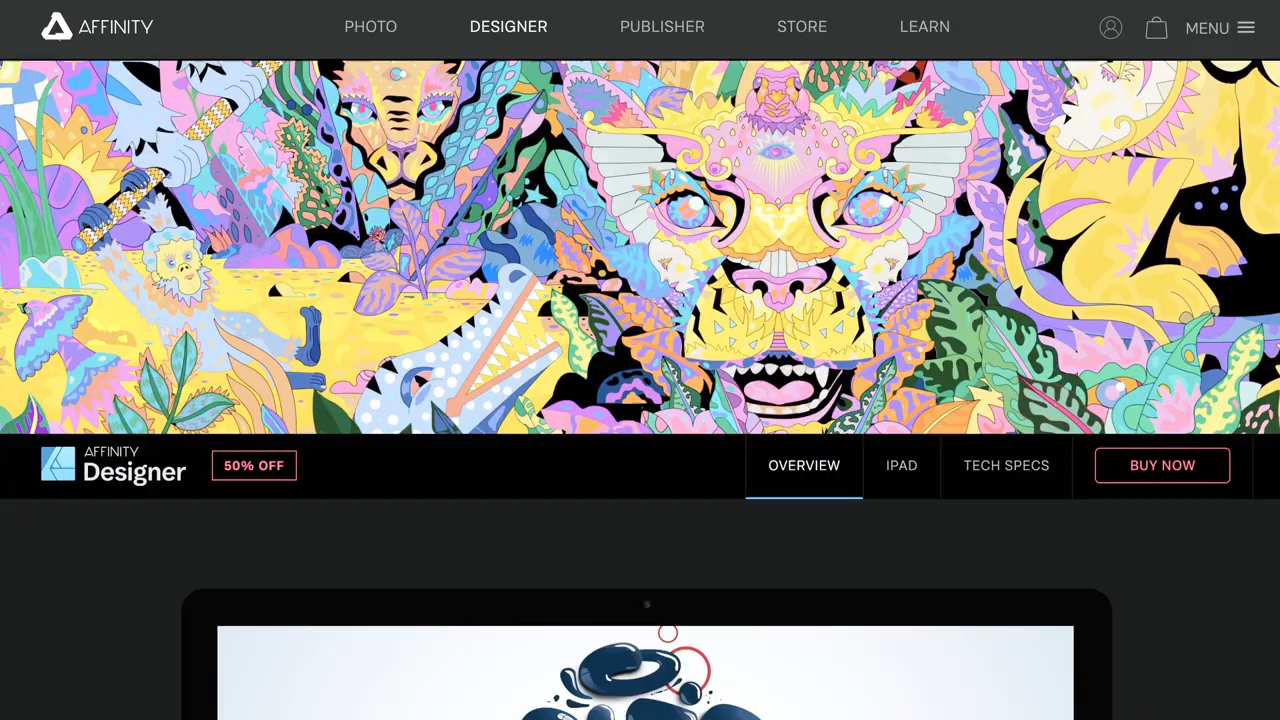 AFFINITY
PHOTO
DESIGNER
PUBLISHER
STORE
LEARN
MENU
AFFINITY
Designer
50% OFF
OVERVIEW
IPAD
TECH SPECS
BUY NOW